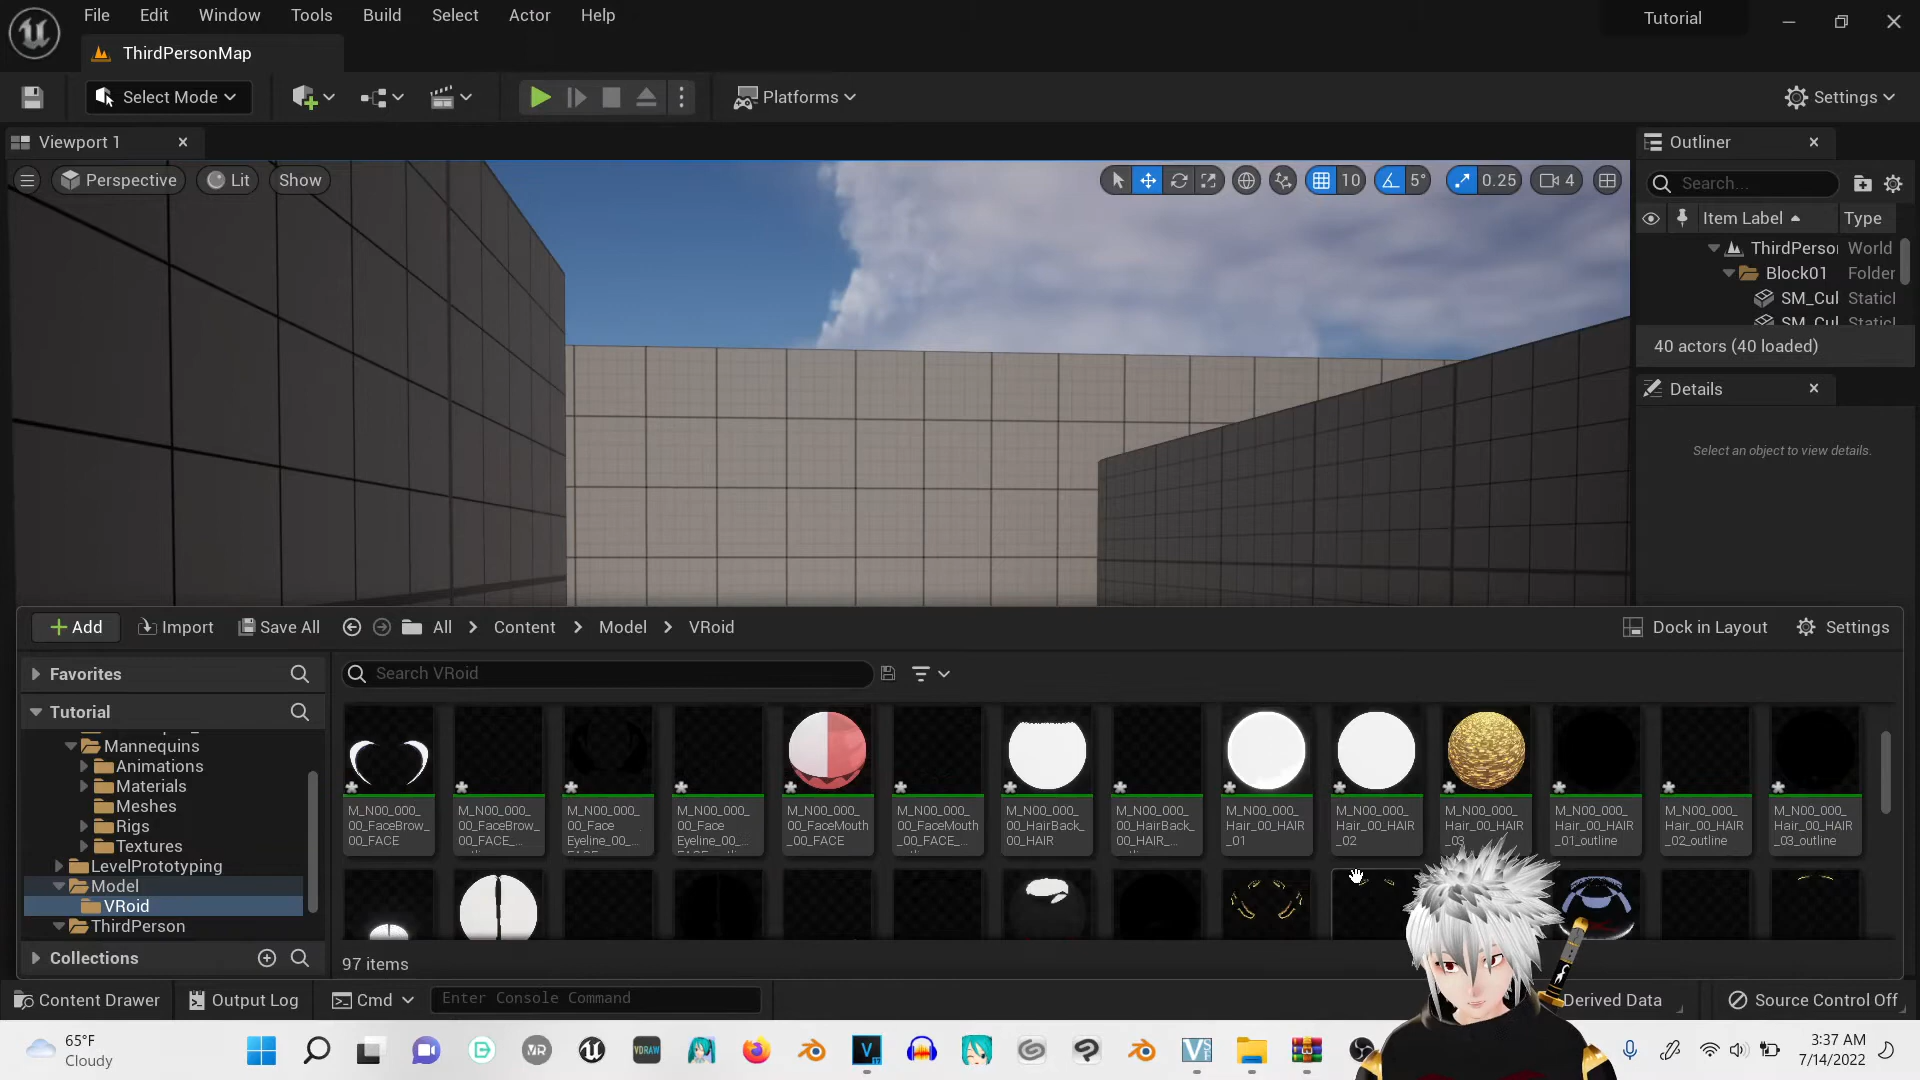 File Edit Window Tools Build Select Actor Help
Tutorial
ThirdPersonMap
Select Mode
Platforms
Settings
Viewport 1
Outliner
Perspective
Lit
Show
10
5°
0.25
4
Search...
Item Label
Type
ThirdPerso
World
Block01
Folder
SM_Cul
StaticI
SM_Cul
StaticI
40 actors (40 loaded)
Details
Select an object to view details.
Add
Import
Save All
All
Content
Model
VRoid
Dock in Layout
Settings
Favorites
Search VRoid
Tutorial
Mannequins
Animations
Materials
Meshes
Rigs
Textures
LevelPrototyping
Model
VRoid
ThirdPerson
Collections
M_N00_000_
00_FaceBrow_
00_FACE
M_N00_000_
00_FaceBrow_
00_FACE_...
M_N00_000_
00_Face
Eyeline_00_...
M_N00_000_
00_Face
Eyeline_00_...
M_N00_000_
00_FaceMouth
_00_FACE
M_N00_000_
00_FaceMouth
_00_FACE_...
M_N00_000_
00_HairBack_
00_HAIR
M_N00_000_
00_HairBack_
00_HAIR_...
M_N00_000_
Hair_00_HAIR
_01
M_N00_000_
Hair_00_HAIR
_02
M_N00_000_
Hair_00_HAIR
_03
M_N00_000_
Hair_00_HAIR
_01_outline
M_N00_000_
Hair_00_HAIR
_02_outline
M_N00_000_
Hair_00_HAIR
_03_outline
97 items
Content Drawer
Output Log
Cmd
Enter Console Command
Derived Data
Source Control Off
65°F
Cloudy
3:37 AM
7/14/2022